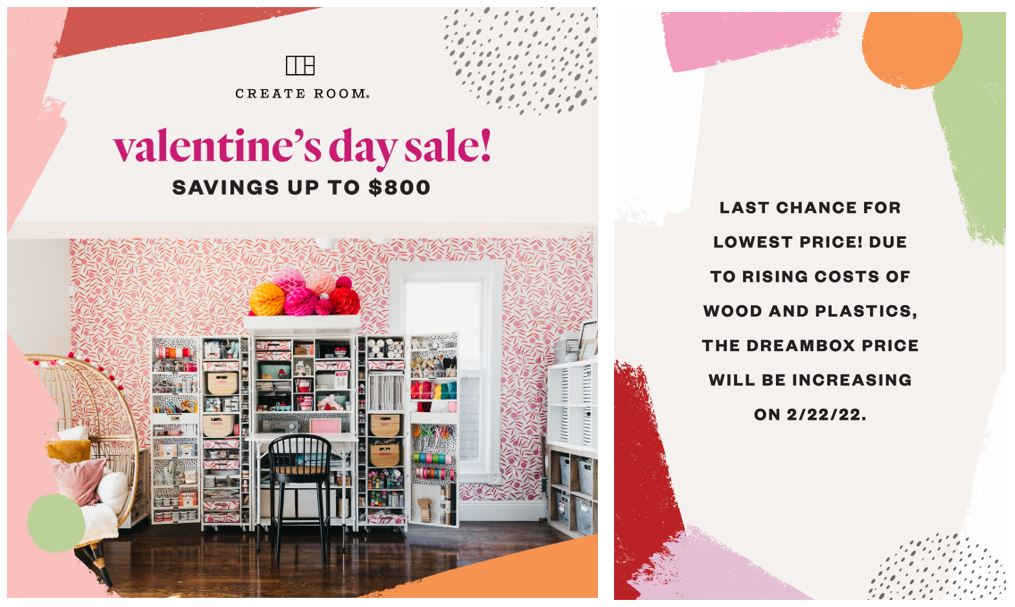 CREATE ROOM®
valentine's day sale!
SAVINGS UP TO $800
LAST CHANCE FOR
LOWEST PRICE! DUE
TO RISING COSTS OF
WOOD AND PLASTICS,
THE DREAMBOX PRICE
WILL BE INCREASING
ON 2/22/22.